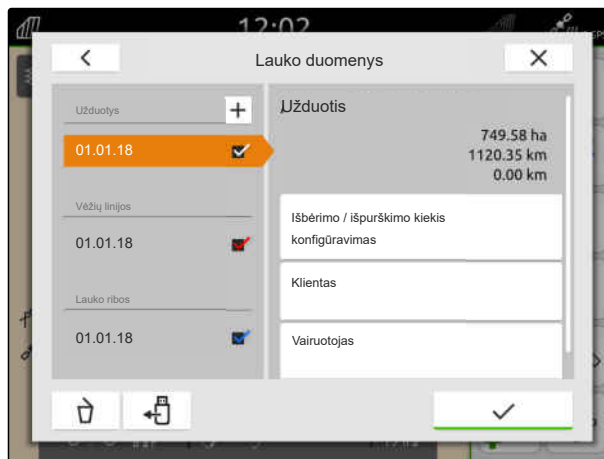 12:02
Lauko duomenys
Užduotys
Užduotis
01.01.18
749.58 ha
1120.35 km
0.00 km
Vėžių linijos
01.01.18
Išbėrimo / išpurškimo kiekis
konfigūravimas
Klientas
Lauko ribos
01.01.18
Vairuotojas